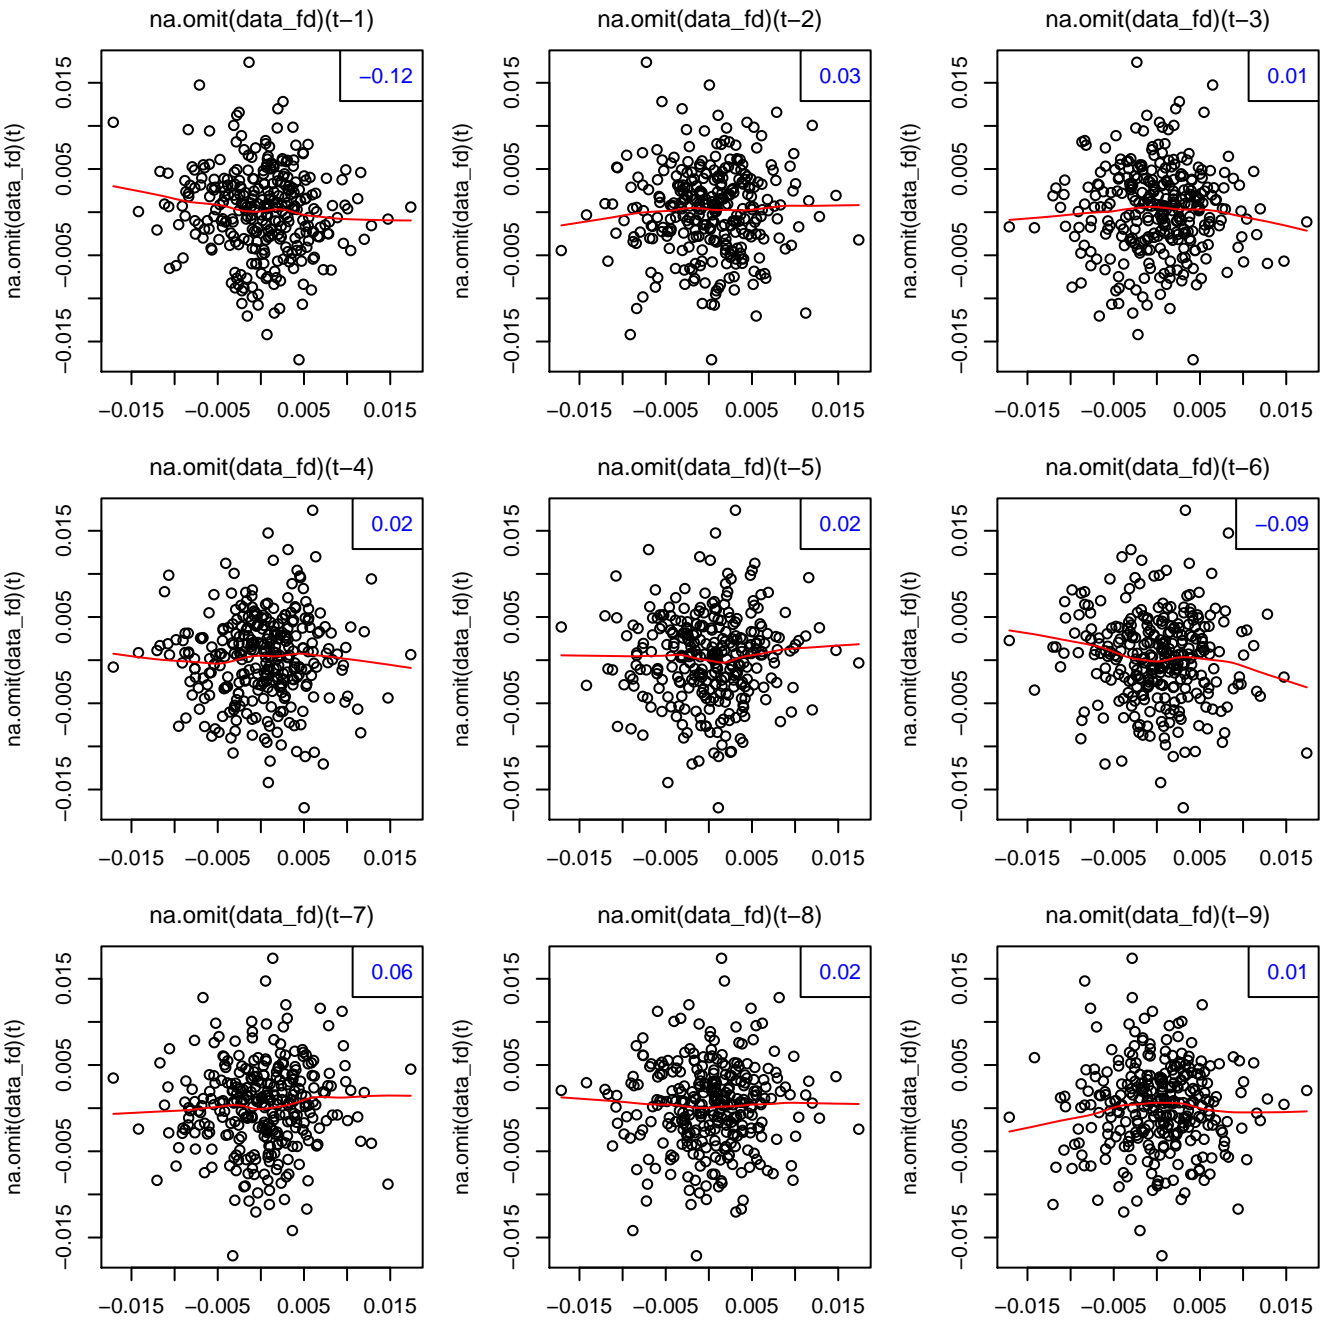 na.omit(data_fd)(t−1)
−0.12
na.omit(data_fd)(t)
0.015
0.005
−0.005
−0.015
−0.015 −0.005 0.005 0.015
na.omit(data_fd)(t−2)
0.03
na.omit(data_fd)(t)
0.015
0.005
−0.005
−0.015
−0.015 −0.005 0.005 0.015
na.omit(data_fd)(t−3)
0.01
na.omit(data_fd)(t)
0.015
0.005
−0.005
−0.015
−0.015 −0.005 0.005 0.015
na.omit(data_fd)(t−4)
0.02
na.omit(data_fd)(t)
0.015
0.005
−0.005
−0.015
−0.015 −0.005 0.005 0.015
na.omit(data_fd)(t−5)
0.02
na.omit(data_fd)(t)
0.015
0.005
−0.005
−0.015
−0.015 −0.005 0.005 0.015
na.omit(data_fd)(t−6)
−0.09
na.omit(data_fd)(t)
0.015
0.005
−0.005
−0.015
−0.015 −0.005 0.005 0.015
na.omit(data_fd)(t−7)
0.06
na.omit(data_fd)(t)
0.015
0.005
−0.005
−0.015
−0.015 −0.005 0.005 0.015
na.omit(data_fd)(t−8)
0.02
na.omit(data_fd)(t)
0.015
0.005
−0.005
−0.015
−0.015 −0.005 0.005 0.015
na.omit(data_fd)(t−9)
0.01
na.omit(data_fd)(t)
0.015
0.005
−0.005
−0.015
−0.015 −0.005 0.005 0.015